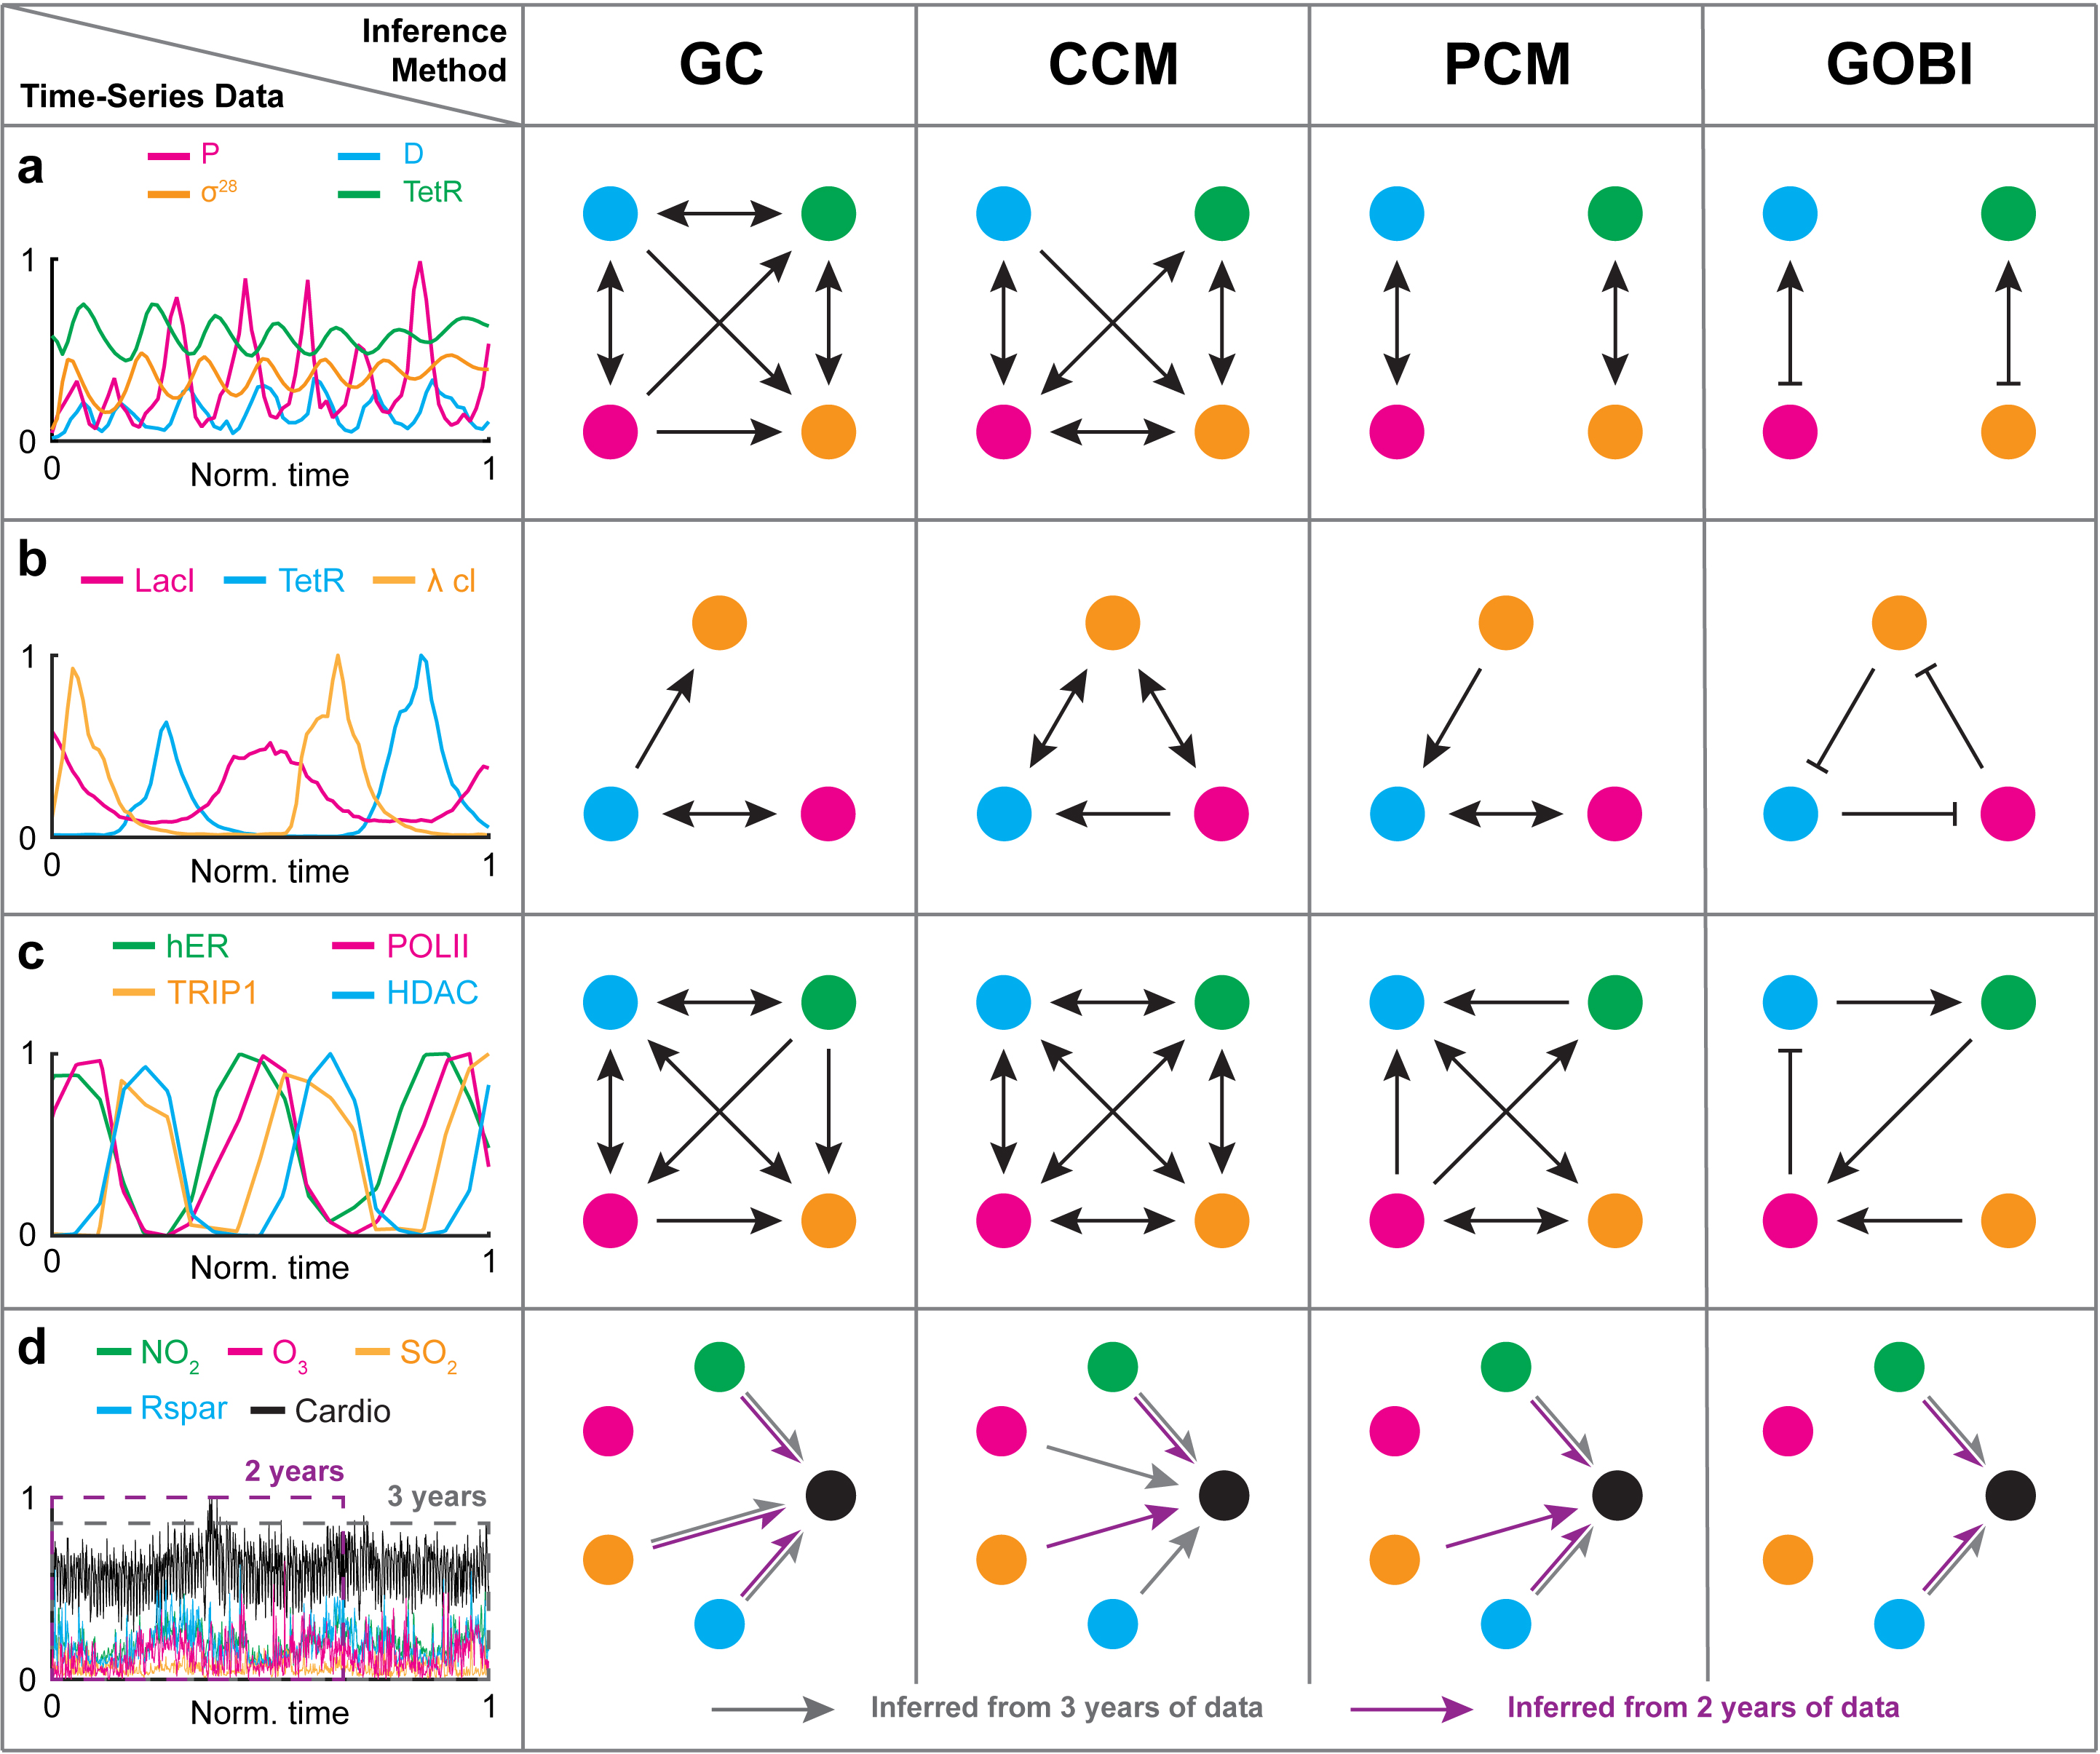 Inference
Method
Time-Series Data
GC
CCM
PCM
GOBI
a
P
D
σ28
TetR
1
0
0
Norm. time
1
b
LacI
TetR
λ cI
1
0
0
Norm. time
1
c
hER
POLII
TRIP1
HDAC
1
0
0
Norm. time
1
d
NO2
O3
SO2
Rspar
Cardio
2 years
3 years
1
0
0
Norm. time
1
Inferred from 3 years of data
Inferred from 2 years of data